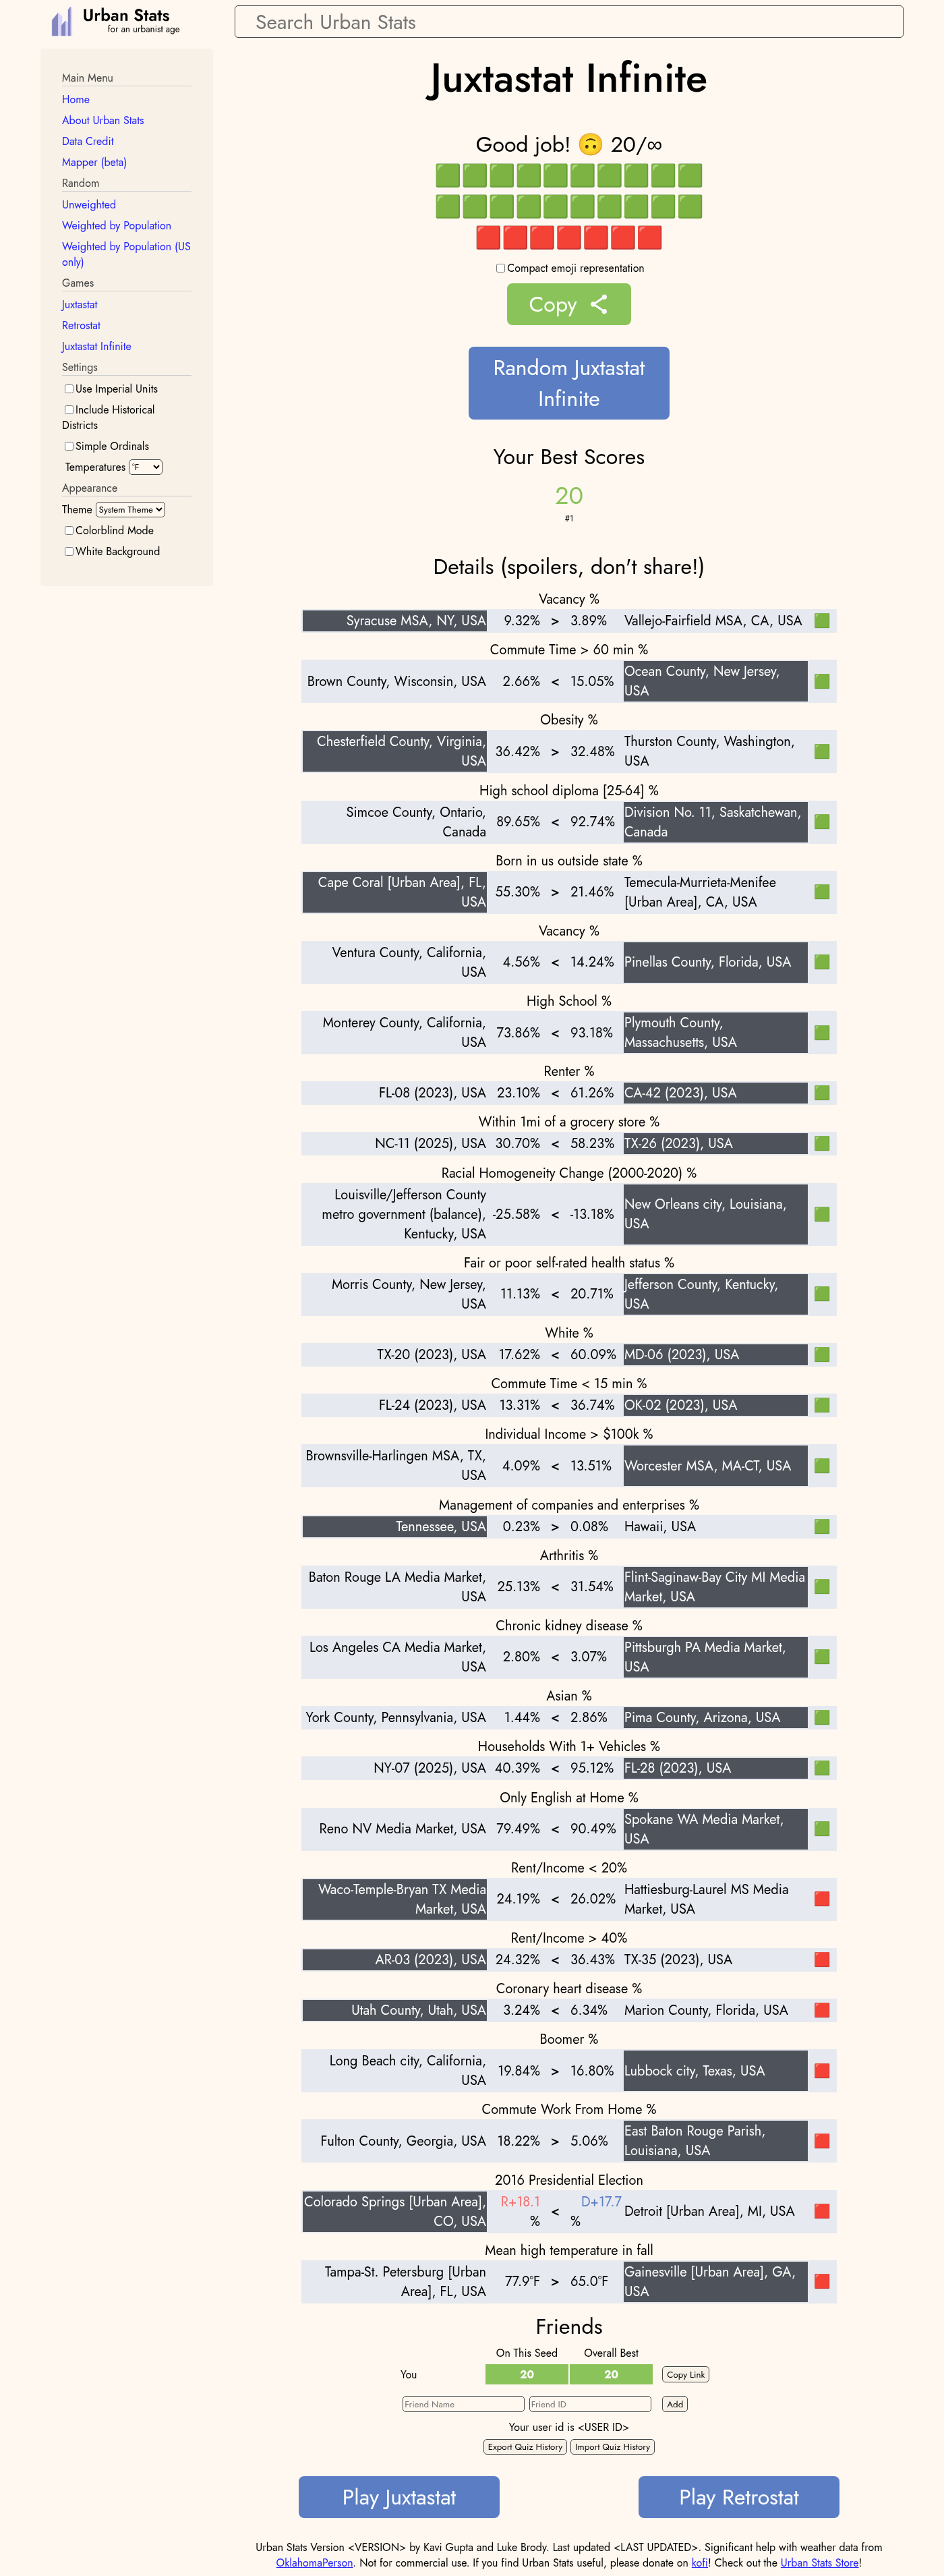 Urban Stats
for an urbanist age
Search Urban Stats
Main Menu
Home
About Urban Stats
Data Credit
Mapper (beta)
Random
Unweighted
Weighted by Population
Weighted by Population (US
only)
Games
Juxtastat
Retrostat
Juxtastat Infinite
Settings
Use Imperial Units
Include Historical
Districts
Simple Ordinals
Temperatures °F
Appearance
Theme System Theme
Colorblind Mode
White Background
Juxtastat Infinite
Good job! 🙃 20/∞
🟩🟩🟩🟩🟩🟩🟩🟩🟩🟩
🟩🟩🟩🟩🟩🟩🟩🟩🟩🟩
🟥🟥🟥🟥🟥🟥🟥
Compact emoji representation
Copy
Random Juxtastat
Infinite
Your Best Scores
20
#1
Details (spoilers, don't share!)
Vacancy %
Syracuse MSA, NY, USA 9.32% > 3.89% Vallejo-Fairfield MSA, CA, USA 🟩
Commute Time > 60 min %
Brown County, Wisconsin, USA 2.66% < 15.05% Ocean County, New Jersey,
USA 🟩
Obesity %
Chesterfield County, Virginia,
USA 36.42% > 32.48% Thurston County, Washington,
USA 🟩
High school diploma [25-64] %
Simcoe County, Ontario,
Canada 89.65% < 92.74% Division No. 11, Saskatchewan,
Canada 🟩
Born in us outside state %
Cape Coral [Urban Area], FL,
USA 55.30% > 21.46% Temecula-Murrieta-Menifee
[Urban Area], CA, USA 🟩
Vacancy %
Ventura County, California,
USA 4.56% < 14.24% Pinellas County, Florida, USA 🟩
High School %
Monterey County, California,
USA 73.86% < 93.18% Plymouth County,
Massachusetts, USA 🟩
Renter %
FL-08 (2023), USA 23.10% < 61.26% CA-42 (2023), USA 🟩
Within 1mi of a grocery store %
NC-11 (2025), USA 30.70% < 58.23% TX-26 (2023), USA 🟩
Racial Homogeneity Change (2000-2020) %
Louisville/Jefferson County
metro government (balance),
Kentucky, USA -25.58% < -13.18% New Orleans city, Louisiana,
USA 🟩
Fair or poor self-rated health status %
Morris County, New Jersey,
USA 11.13% < 20.71% Jefferson County, Kentucky,
USA 🟩
White %
TX-20 (2023), USA 17.62% < 60.09% MD-06 (2023), USA 🟩
Commute Time < 15 min %
FL-24 (2023), USA 13.31% < 36.74% OK-02 (2023), USA 🟩
Individual Income > $100k %
Brownsville-Harlingen MSA, TX,
USA 4.09% < 13.51% Worcester MSA, MA-CT, USA 🟩
Management of companies and enterprises %
Tennessee, USA 0.23% > 0.08% Hawaii, USA 🟩
Arthritis %
Baton Rouge LA Media Market,
USA 25.13% < 31.54% Flint-Saginaw-Bay City MI Media
Market, USA 🟩
Chronic kidney disease %
Los Angeles CA Media Market,
USA 2.80% < 3.07% Pittsburgh PA Media Market,
USA 🟩
Asian %
York County, Pennsylvania, USA 1.44% < 2.86% Pima County, Arizona, USA 🟩
Households With 1+ Vehicles %
NY-07 (2025), USA 40.39% < 95.12% FL-28 (2023), USA 🟩
Only English at Home %
Reno NV Media Market, USA 79.49% < 90.49% Spokane WA Media Market,
USA 🟩
Rent/Income < 20%
Waco-Temple-Bryan TX Media
Market, USA 24.19% < 26.02% Hattiesburg-Laurel MS Media
Market, USA 🟥
Rent/Income > 40%
AR-03 (2023), USA 24.32% < 36.43% TX-35 (2023), USA 🟥
Coronary heart disease %
Utah County, Utah, USA 3.24% < 6.34% Marion County, Florida, USA 🟥
Boomer %
Long Beach city, California,
USA 19.84% > 16.80% Lubbock city, Texas, USA 🟥
Commute Work From Home %
Fulton County, Georgia, USA 18.22% > 5.06% East Baton Rouge Parish,
Louisiana, USA 🟥
2016 Presidential Election
Colorado Springs [Urban Area],
CO, USA R+18.1
% < D+17.7
% Detroit [Urban Area], MI, USA 🟥
Mean high temperature in fall
Tampa-St. Petersburg [Urban
Area], FL, USA 77.9°F > 65.0°F Gainesville [Urban Area], GA,
USA 🟥
Friends
On This Seed Overall Best
You 20 20 Copy Link
Friend Name Friend ID Add
Your user id is <USER ID>
Export Quiz History Import Quiz History
Play Juxtastat Play Retrostat
Urban Stats Version <VERSION> by Kavi Gupta and Luke Brody. Last updated <LAST UPDATED>. Significant help with weather data from
OklahomaPerson. Not for commercial use. If you find Urban Stats useful, please donate on kofi! Check out the Urban Stats Store!